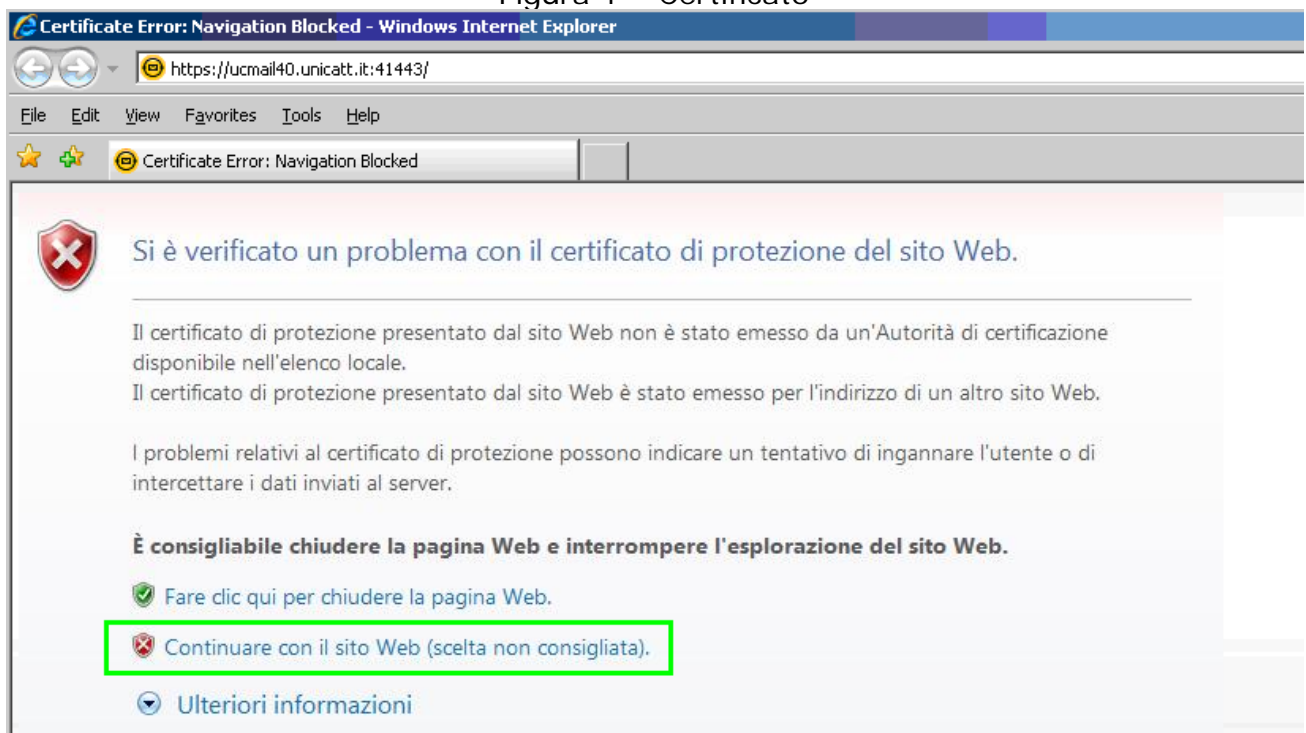 Certificate Error: Navigation Blocked - Windows Internet Explorer
https://ucmail40.unicatt.it:41443/
File Edit View Favorites Tools Help
Certificate Error: Navigation Blocked
Si è verificato un problema con il certificato di protezione del sito Web.
Il certificato di protezione presentato dal sito Web non è stato emesso da un'Autorità di certificazione
disponibile nell'elenco locale.
Il certificato di protezione presentato dal sito Web è stato emesso per l'indirizzo di un altro sito Web.
I problemi relativi al certificato di protezione possono indicare un tentativo di ingannare l'utente o di
intercettare i dati inviati al server.
È consigliabile chiudere la pagina Web e interrompere l'esplorazione del sito Web.
Fare clic qui per chiudere la pagina Web.
Continuare con il sito Web (scelta non consigliata).
Ulteriori informazioni